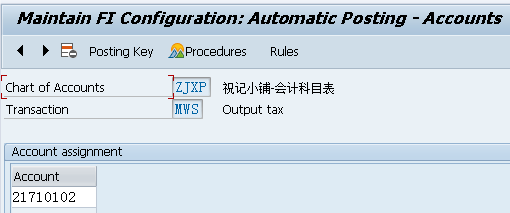 Maintain FI Configuration: Automatic Posting - Accounts
Posting Key Procedures Rules
Chart of Accounts ZJXP 祝记小铺-会计科目表
Transaction MWS Output tax
Account assignment
Account
21710102